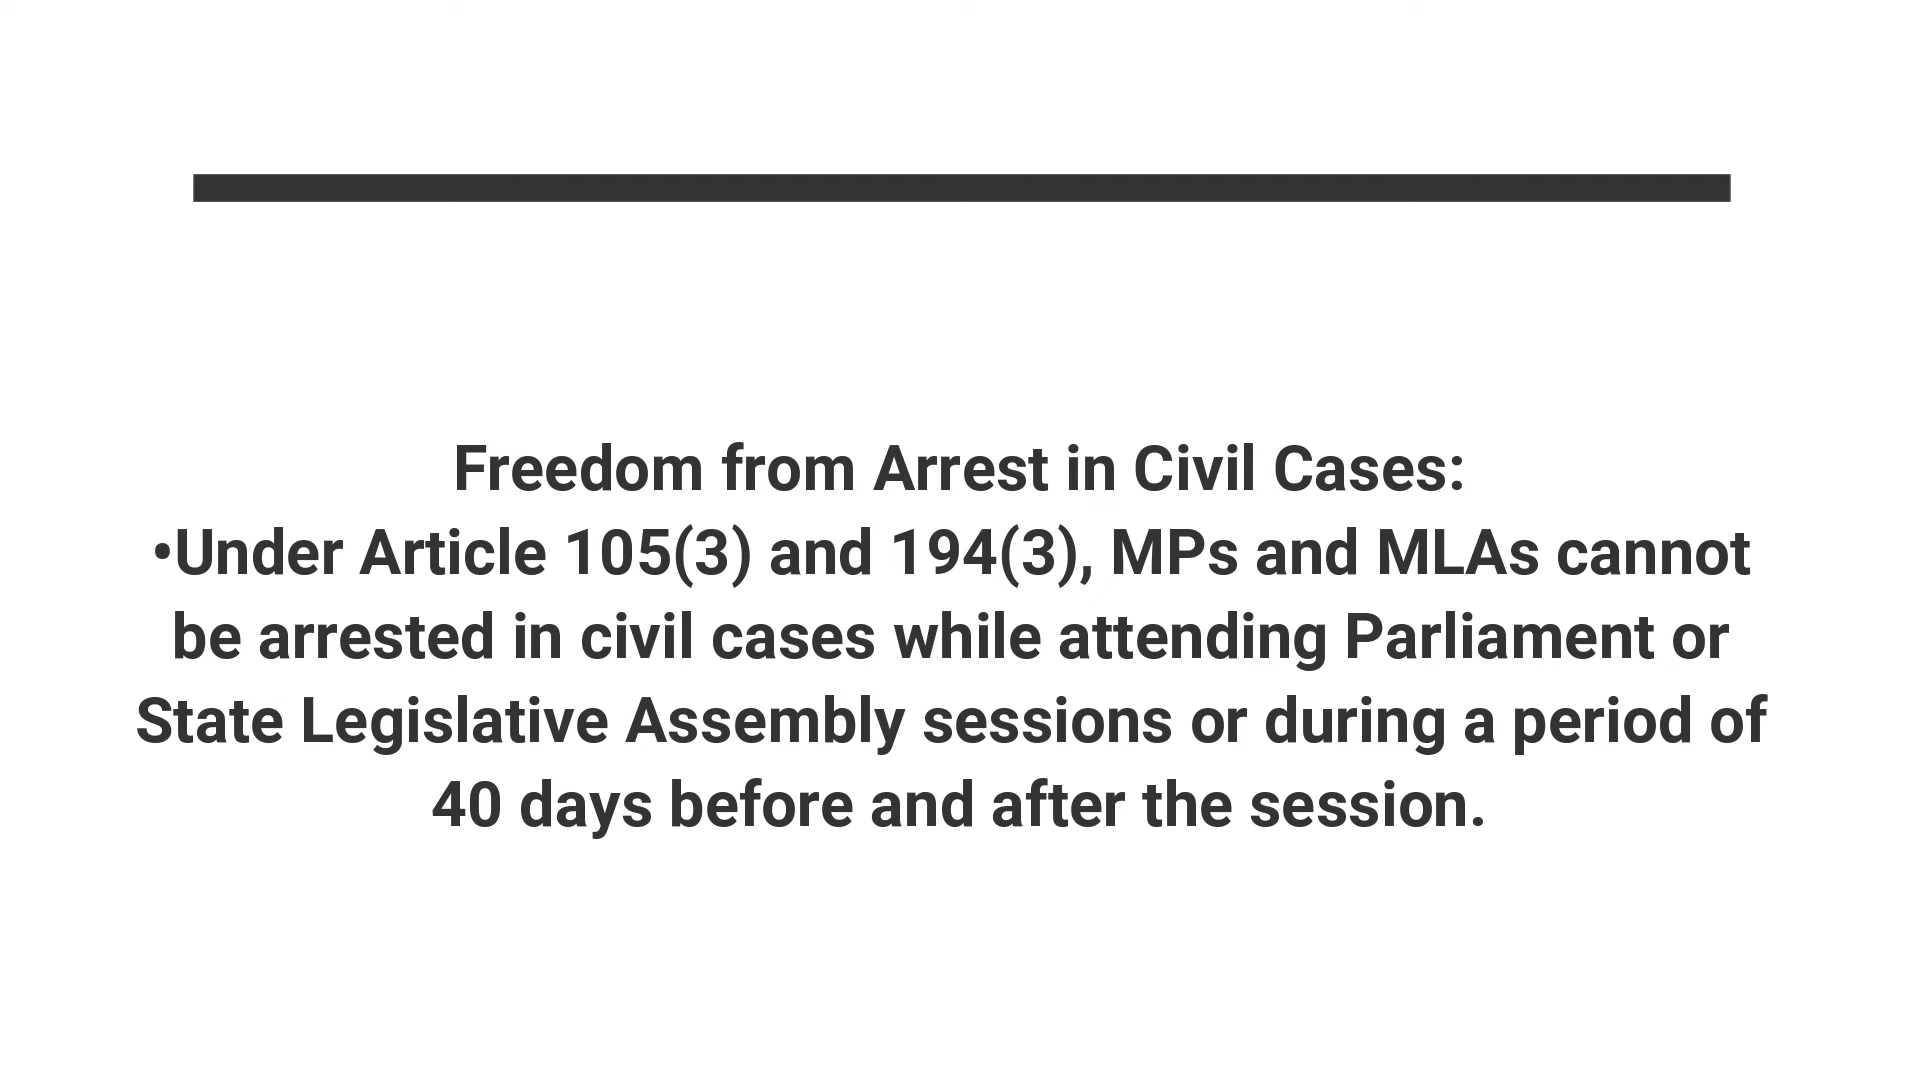 Freedom from Arrest in Civil Cases:
•Under Article 105(3) and 194(3), MPs and MLAs cannot
be arrested in civil cases while attending Parliament or
State Legislative Assembly sessions or during a period of
40 days before and after the session.